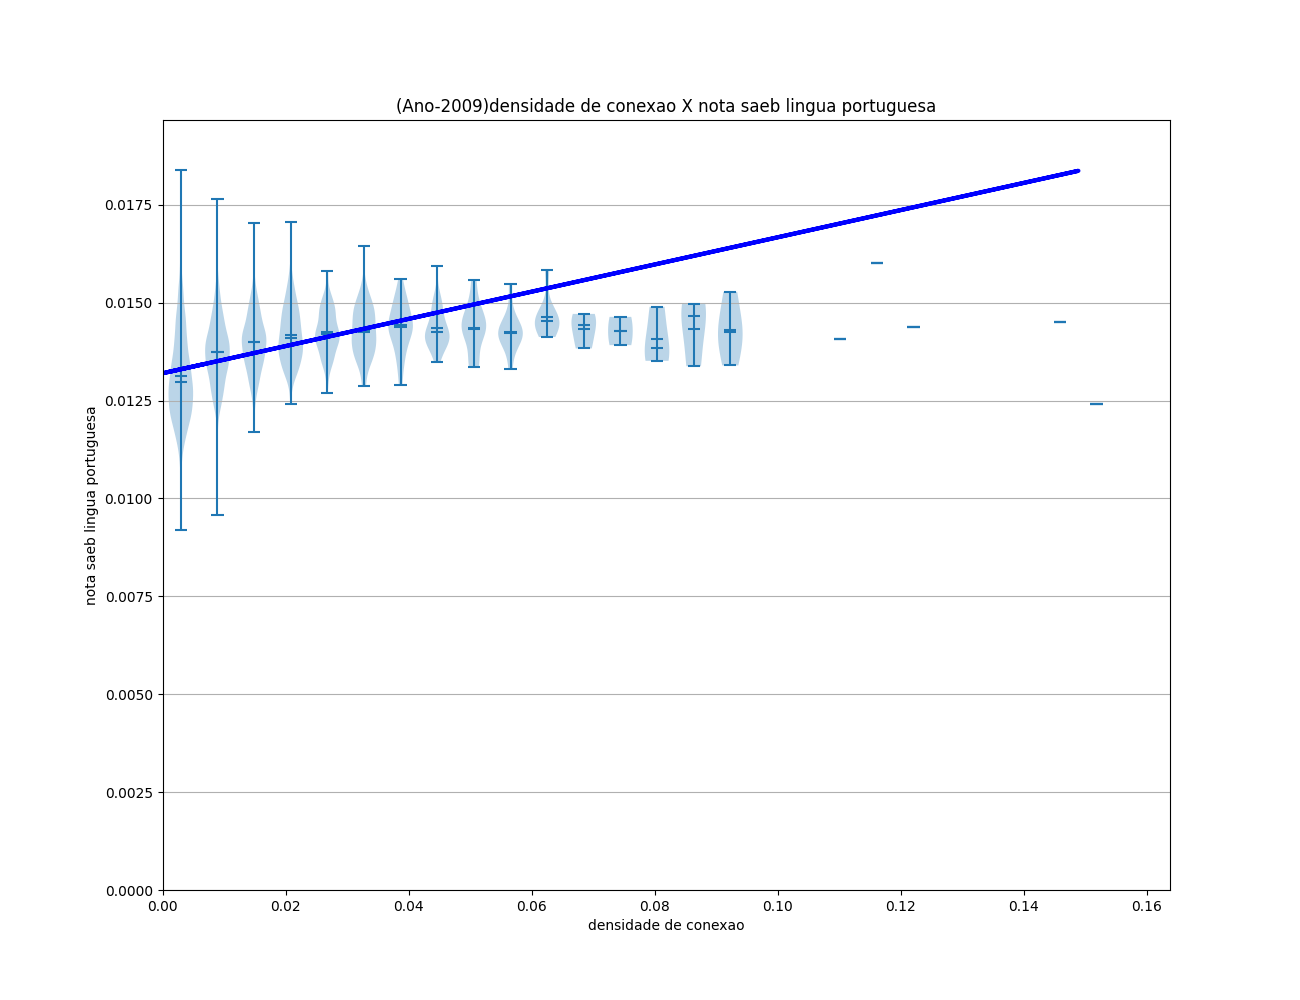 (Ano-2009)densidade de conexao X nota saeb lingua portuguesa
nota saeb lingua portuguesa
0.0175
0.0150
0.0125
0.0100
0.0075
0.0050
0.0025
0.0000
0.00 0.02 0.04 0.06 0.08 0.10 0.12 0.14 0.16
densidade de conexao